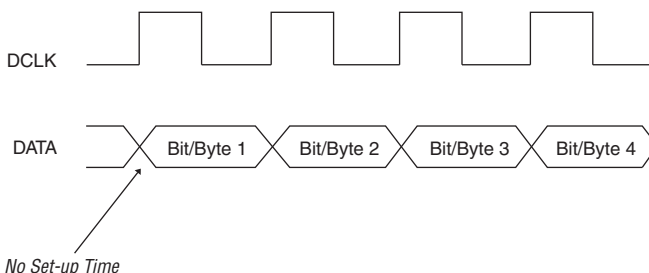 DCLK
DATA Bit/Byte 1 Bit/Byte 2 Bit/Byte 3 Bit/Byte 4
No Set-up Time